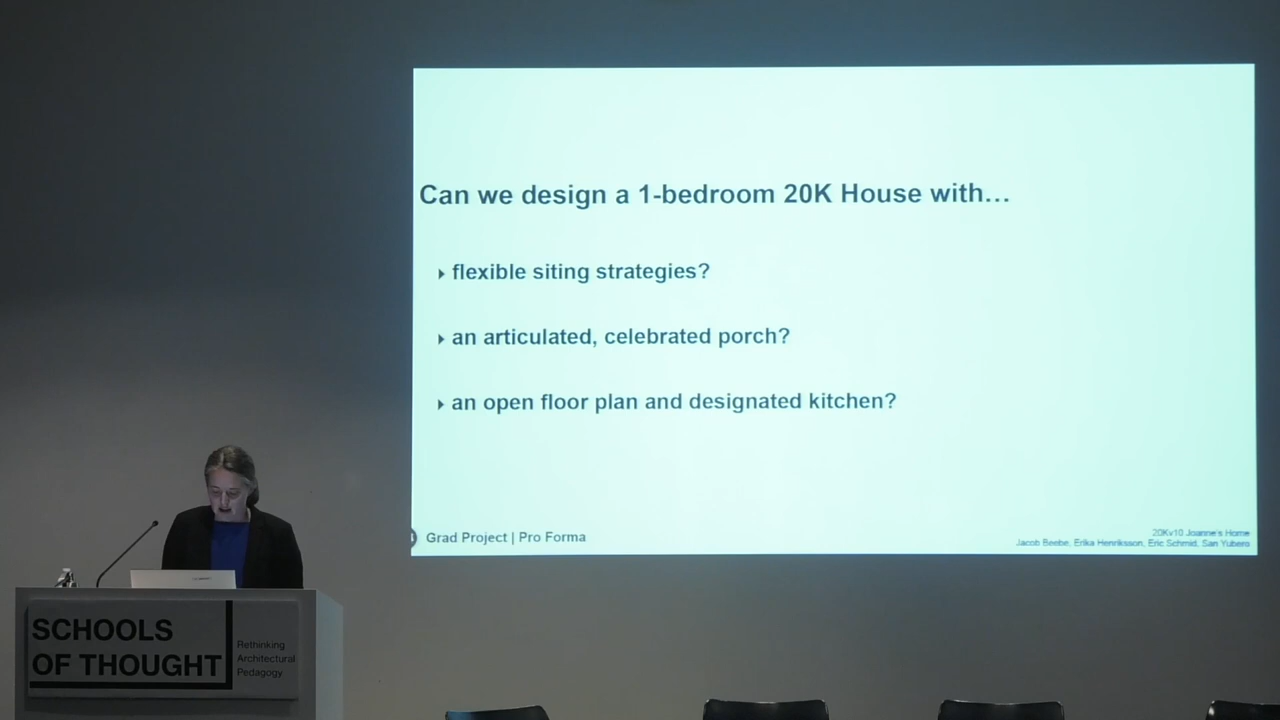 Can we design a 1-bedroom 20K House with…
flexible siting strategies?
an articulated, celebrated porch?
an open floor plan and designated kitchen?
Grad Project | Pro Forma
20Kv10 Joanne's Home
Jacob Beebe, Erika Henriksson, Eric Schmid, San Yubero
SCHOOLS
OF THOUGHT
Rethinking
Architectural
Pedagogy